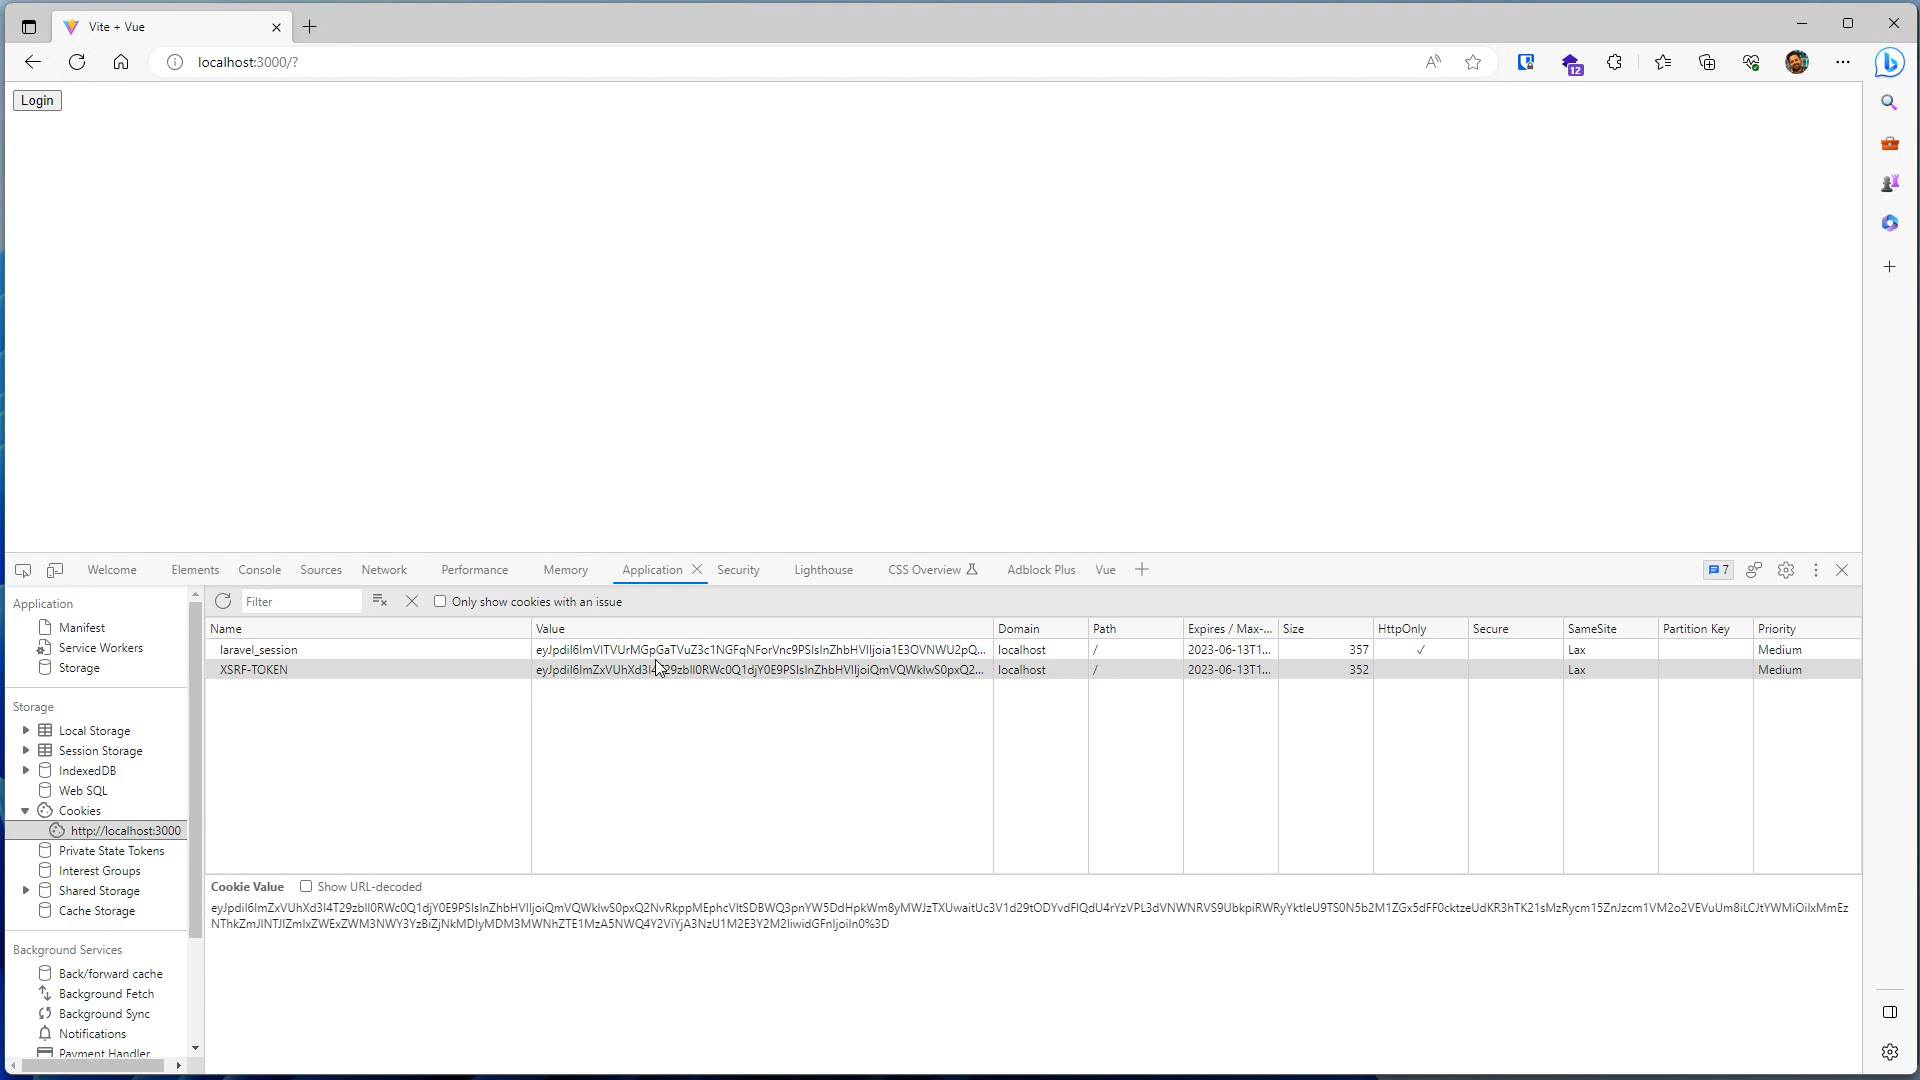 Vite + Vue
localhost:3000/?
12
Login
Welcome Elements Console Sources Network Performance Memory Application Security Lighthouse CSS Overview Adblock Plus Vue 7
Application
Manifest
Service Workers
Storage
Storage
Local Storage
Session Storage
IndexedDB
Web SQL
Cookies
http://localhost:3000
Private State Tokens
Interest Groups
Shared Storage
Cache Storage
Background Services
Back/forward cache
Background Fetch
Background Sync
Notifications
Payment Handler
Filter Only show cookies with an issue
Name Value Domain Path Expires / Max-... Size HttpOnly Secure SameSite Partition Key Priority
laravel_session localhost / 2023-06-13T1... 357 ✓ Lax Medium
XSRF-TOKEN localhost / 2023-06-13T1... 352 Lax Medium
Cookie Value Show URL-decoded